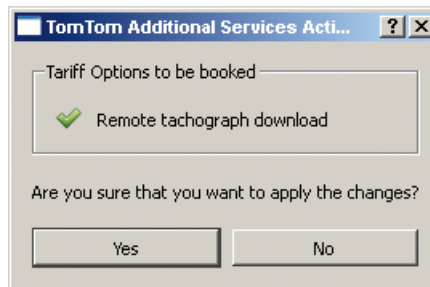 TomTom Additional Services Acti...
Tariff Options to be booked
Remote tachograph download
Are you sure that you want to apply the changes?
Yes No